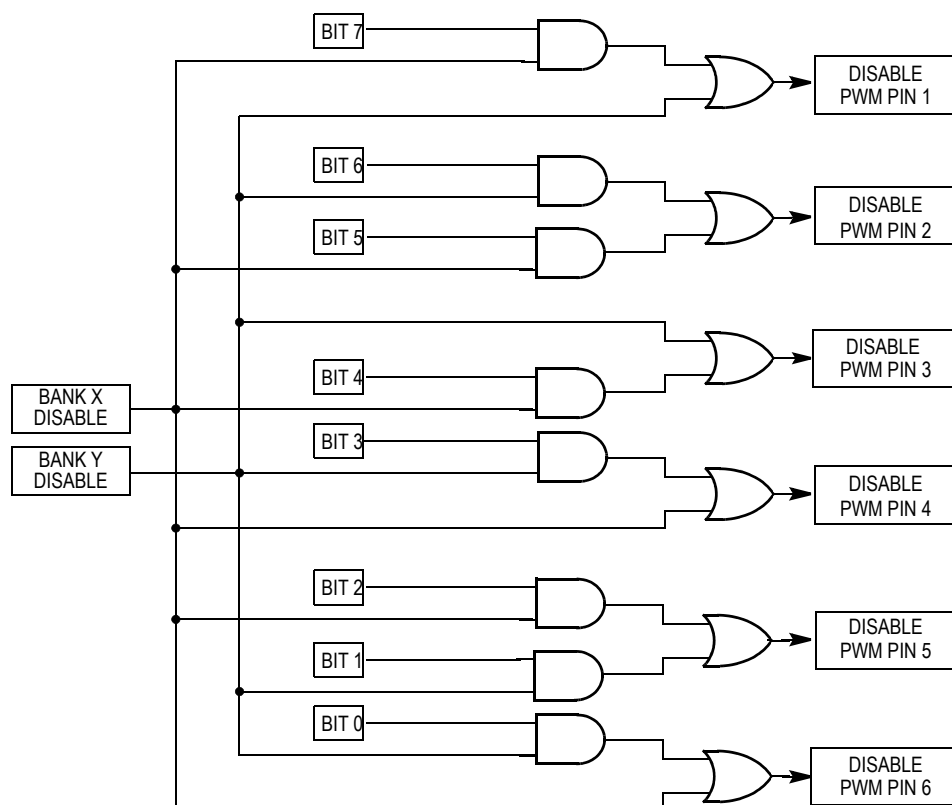 BIT 7
DISABLE
PWM PIN 1
BIT 6
DISABLE
PWM PIN 2
BIT 5
DISABLE
PWM PIN 3
BIT 4
BANK X
DISABLE
BIT 3
BANK Y
DISABLE
DISABLE
PWM PIN 4
BIT 2
DISABLE
PWM PIN 5
BIT 1
BIT 0
DISABLE
PWM PIN 6